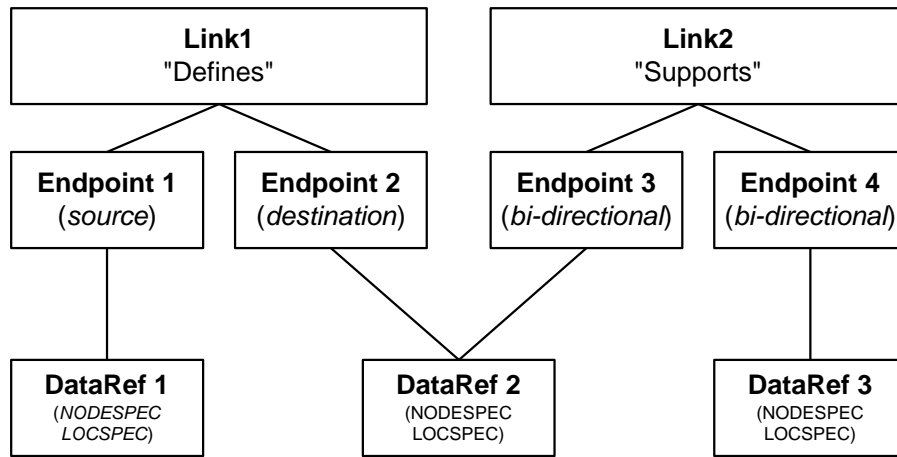 Link1
"Defines"
Link2
"Supports"
Endpoint 1
(source)
Endpoint 2
(destination)
Endpoint 3
(bi-directional)
Endpoint 4
(bi-directional)
DataRef 1
(NODESPEC
LOCSPEC)
DataRef 2
(NODESPEC
LOCSPEC)
DataRef 3
(NODESPEC
LOCSPEC)